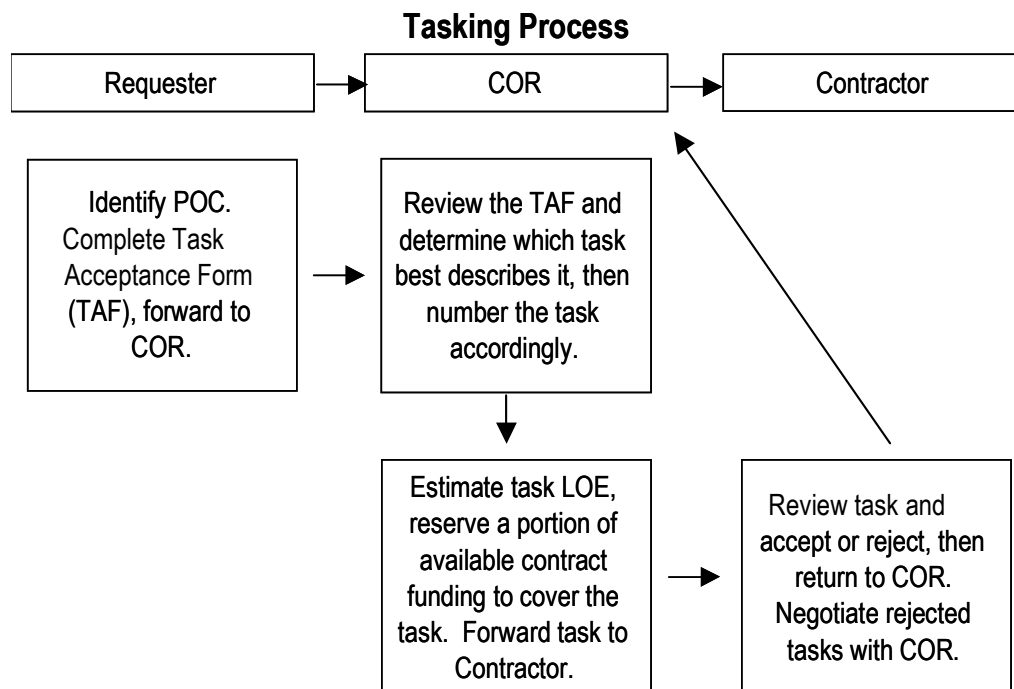 Tasking Process
Requester
COR
Contractor
Identify POC.
Complete Task
Acceptance Form
(TAF), forward to
COR.
Review the TAF and
determine which task
best describes it, then
number the task
accordingly.
Estimate task LOE,
reserve a portion of
available contract
funding to cover the
task.  Forward task to
Contractor.
Review task and
accept or reject, then
return to COR.
Negotiate rejected
tasks with COR.